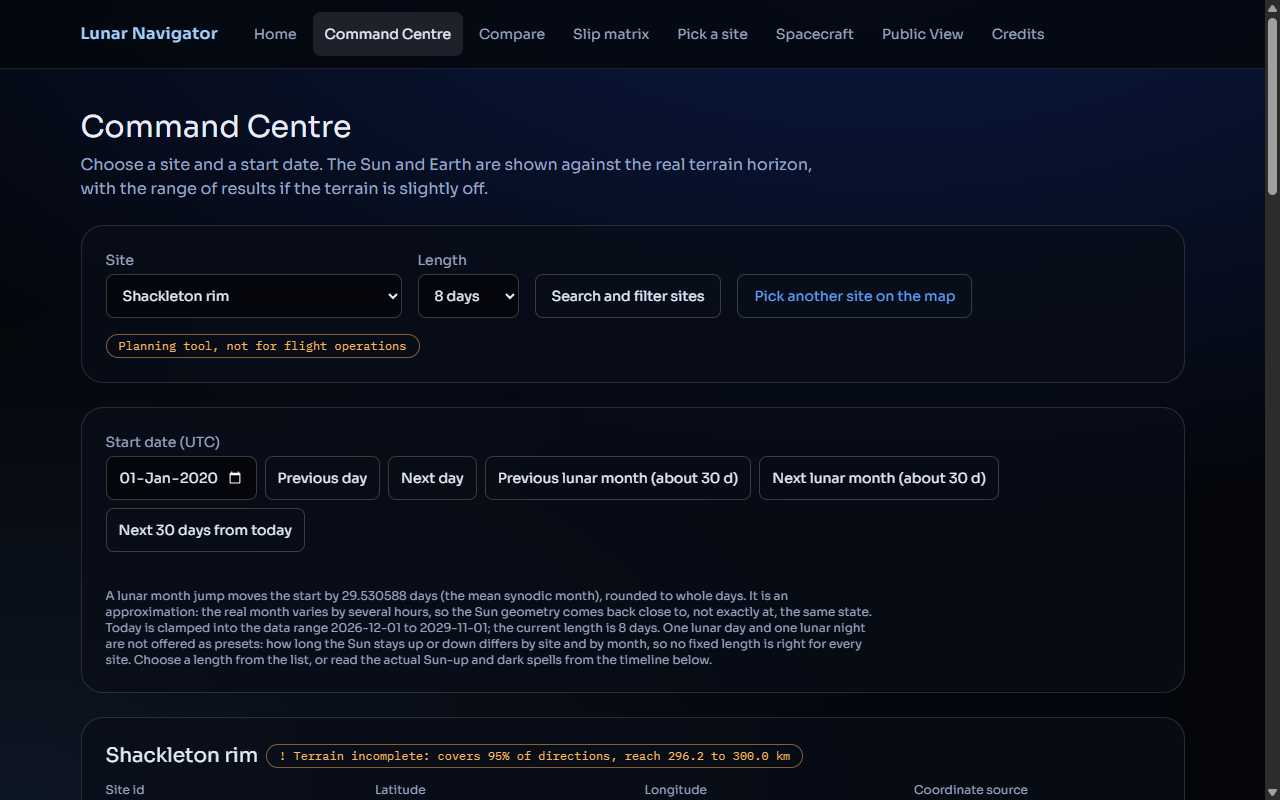 Lunar Navigator Home Command Centre Compare Slip matrix Pick a site Spacecraft Public View Credits
Command Centre
Choose a site and a start date. The Sun and Earth are shown against the real terrain horizon,
with the range of results if the terrain is slightly off.
Site Length
Shackleton rim 8 days Search and filter sites Pick another site on the map
Planning tool, not for flight operations
Start date (UTC)
01-Jan-2020 Previous day Next day Previous lunar month (about 30 d) Next lunar month (about 30 d)
Next 30 days from today
A lunar month jump moves the start by 29.530588 days (the mean synodic month), rounded to whole days. It is an
approximation: the real month varies by several hours, so the Sun geometry comes back close to, not exactly at, the same state.
Today is clamped into the data range 2026-12-01 to 2029-11-01; the current length is 8 days. One lunar day and one lunar night
are not offered as presets: how long the Sun stays up or down differs by site and by month, so no fixed length is right for every
site. Choose a length from the list, or read the actual Sun-up and dark spells from the timeline below.
Shackleton rim ! Terrain incomplete: covers 95% of directions, reach 296.2 to 300.0 km
Site id Latitude Longitude Coordinate source